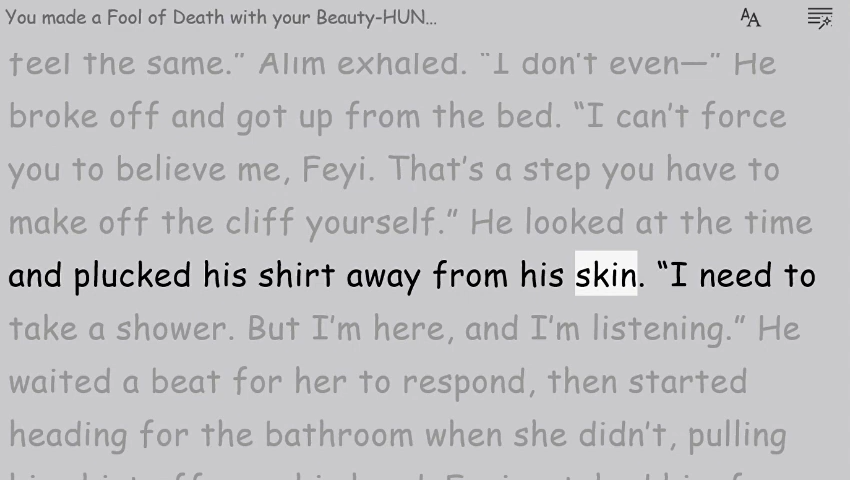 You made a Fool of Death with your Beauty-HUN...
AA
feel the same.” Alim exhaled. “I don’t even—” He
broke off and got up from the bed. “I can’t force
you to believe me, Feyi. That’s a step you have to
make off the cliff yourself.” He looked at the time
and plucked his shirt away from his skin. “I need to
take a shower. But I’m here, and I’m listening.” He
waited a beat for her to respond, then started
heading for the bathroom when she didn’t, pulling